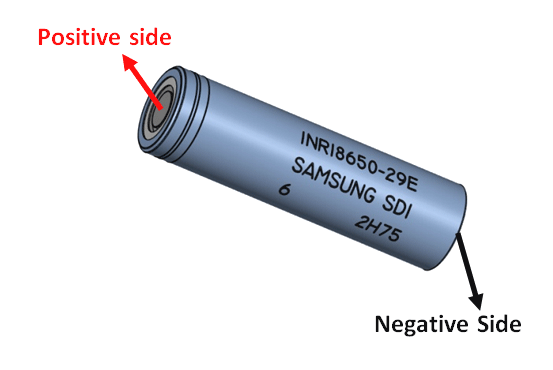 Positive side
INR18650-29E
SAMSUNG SDI
6
2H75
Negative Side